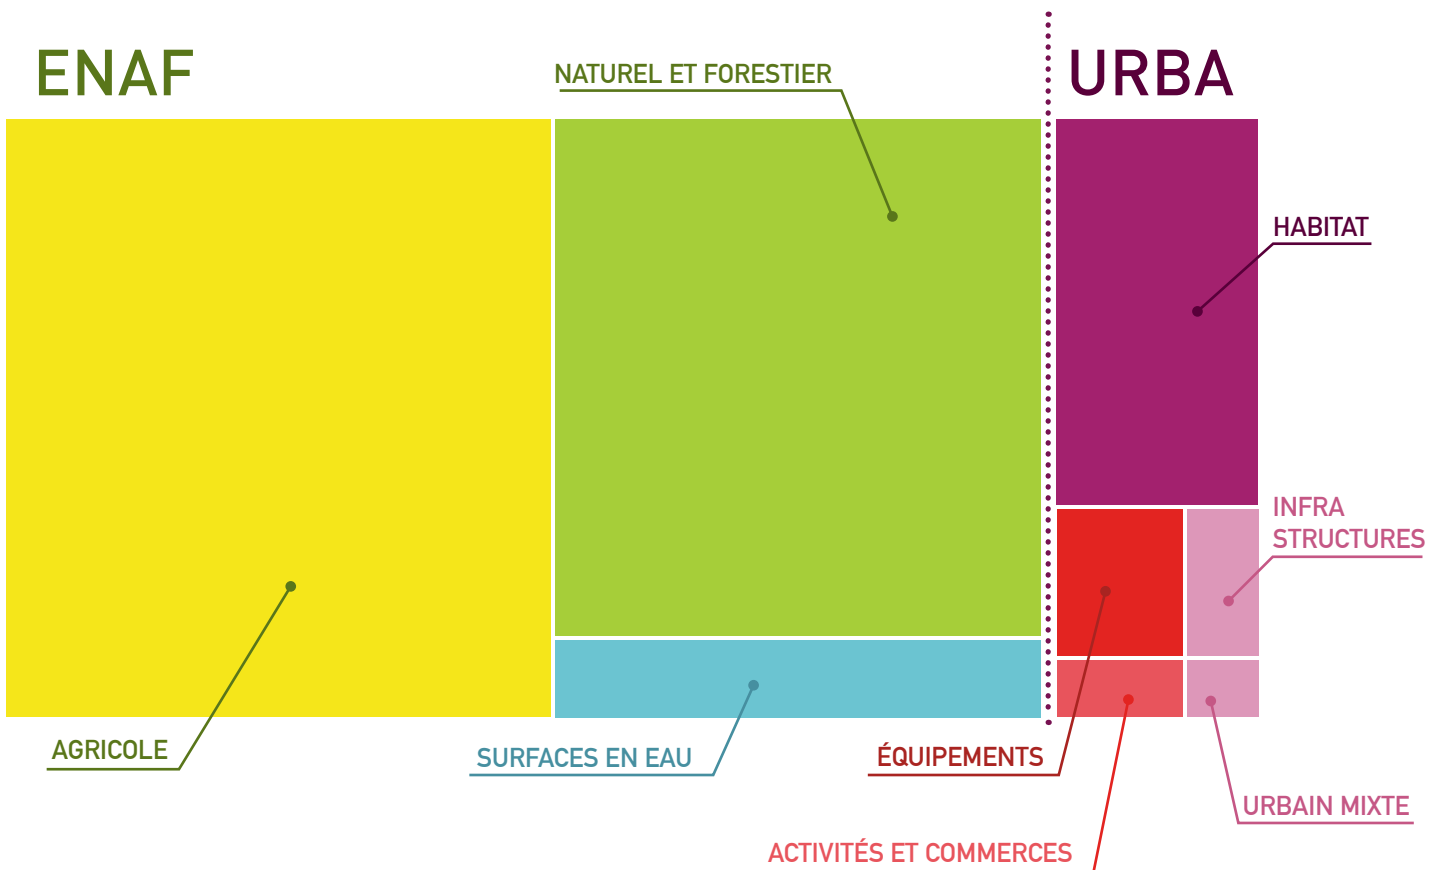 ENAF
NATUREL ET FORESTIER
URBA
HABITAT
INFRA
STRUCTURES
AGRICOLE
SURFACES EN EAU
ÉQUIPEMENTS
URBAIN MIXTE
ACTIVITÉS ET COMMERCES